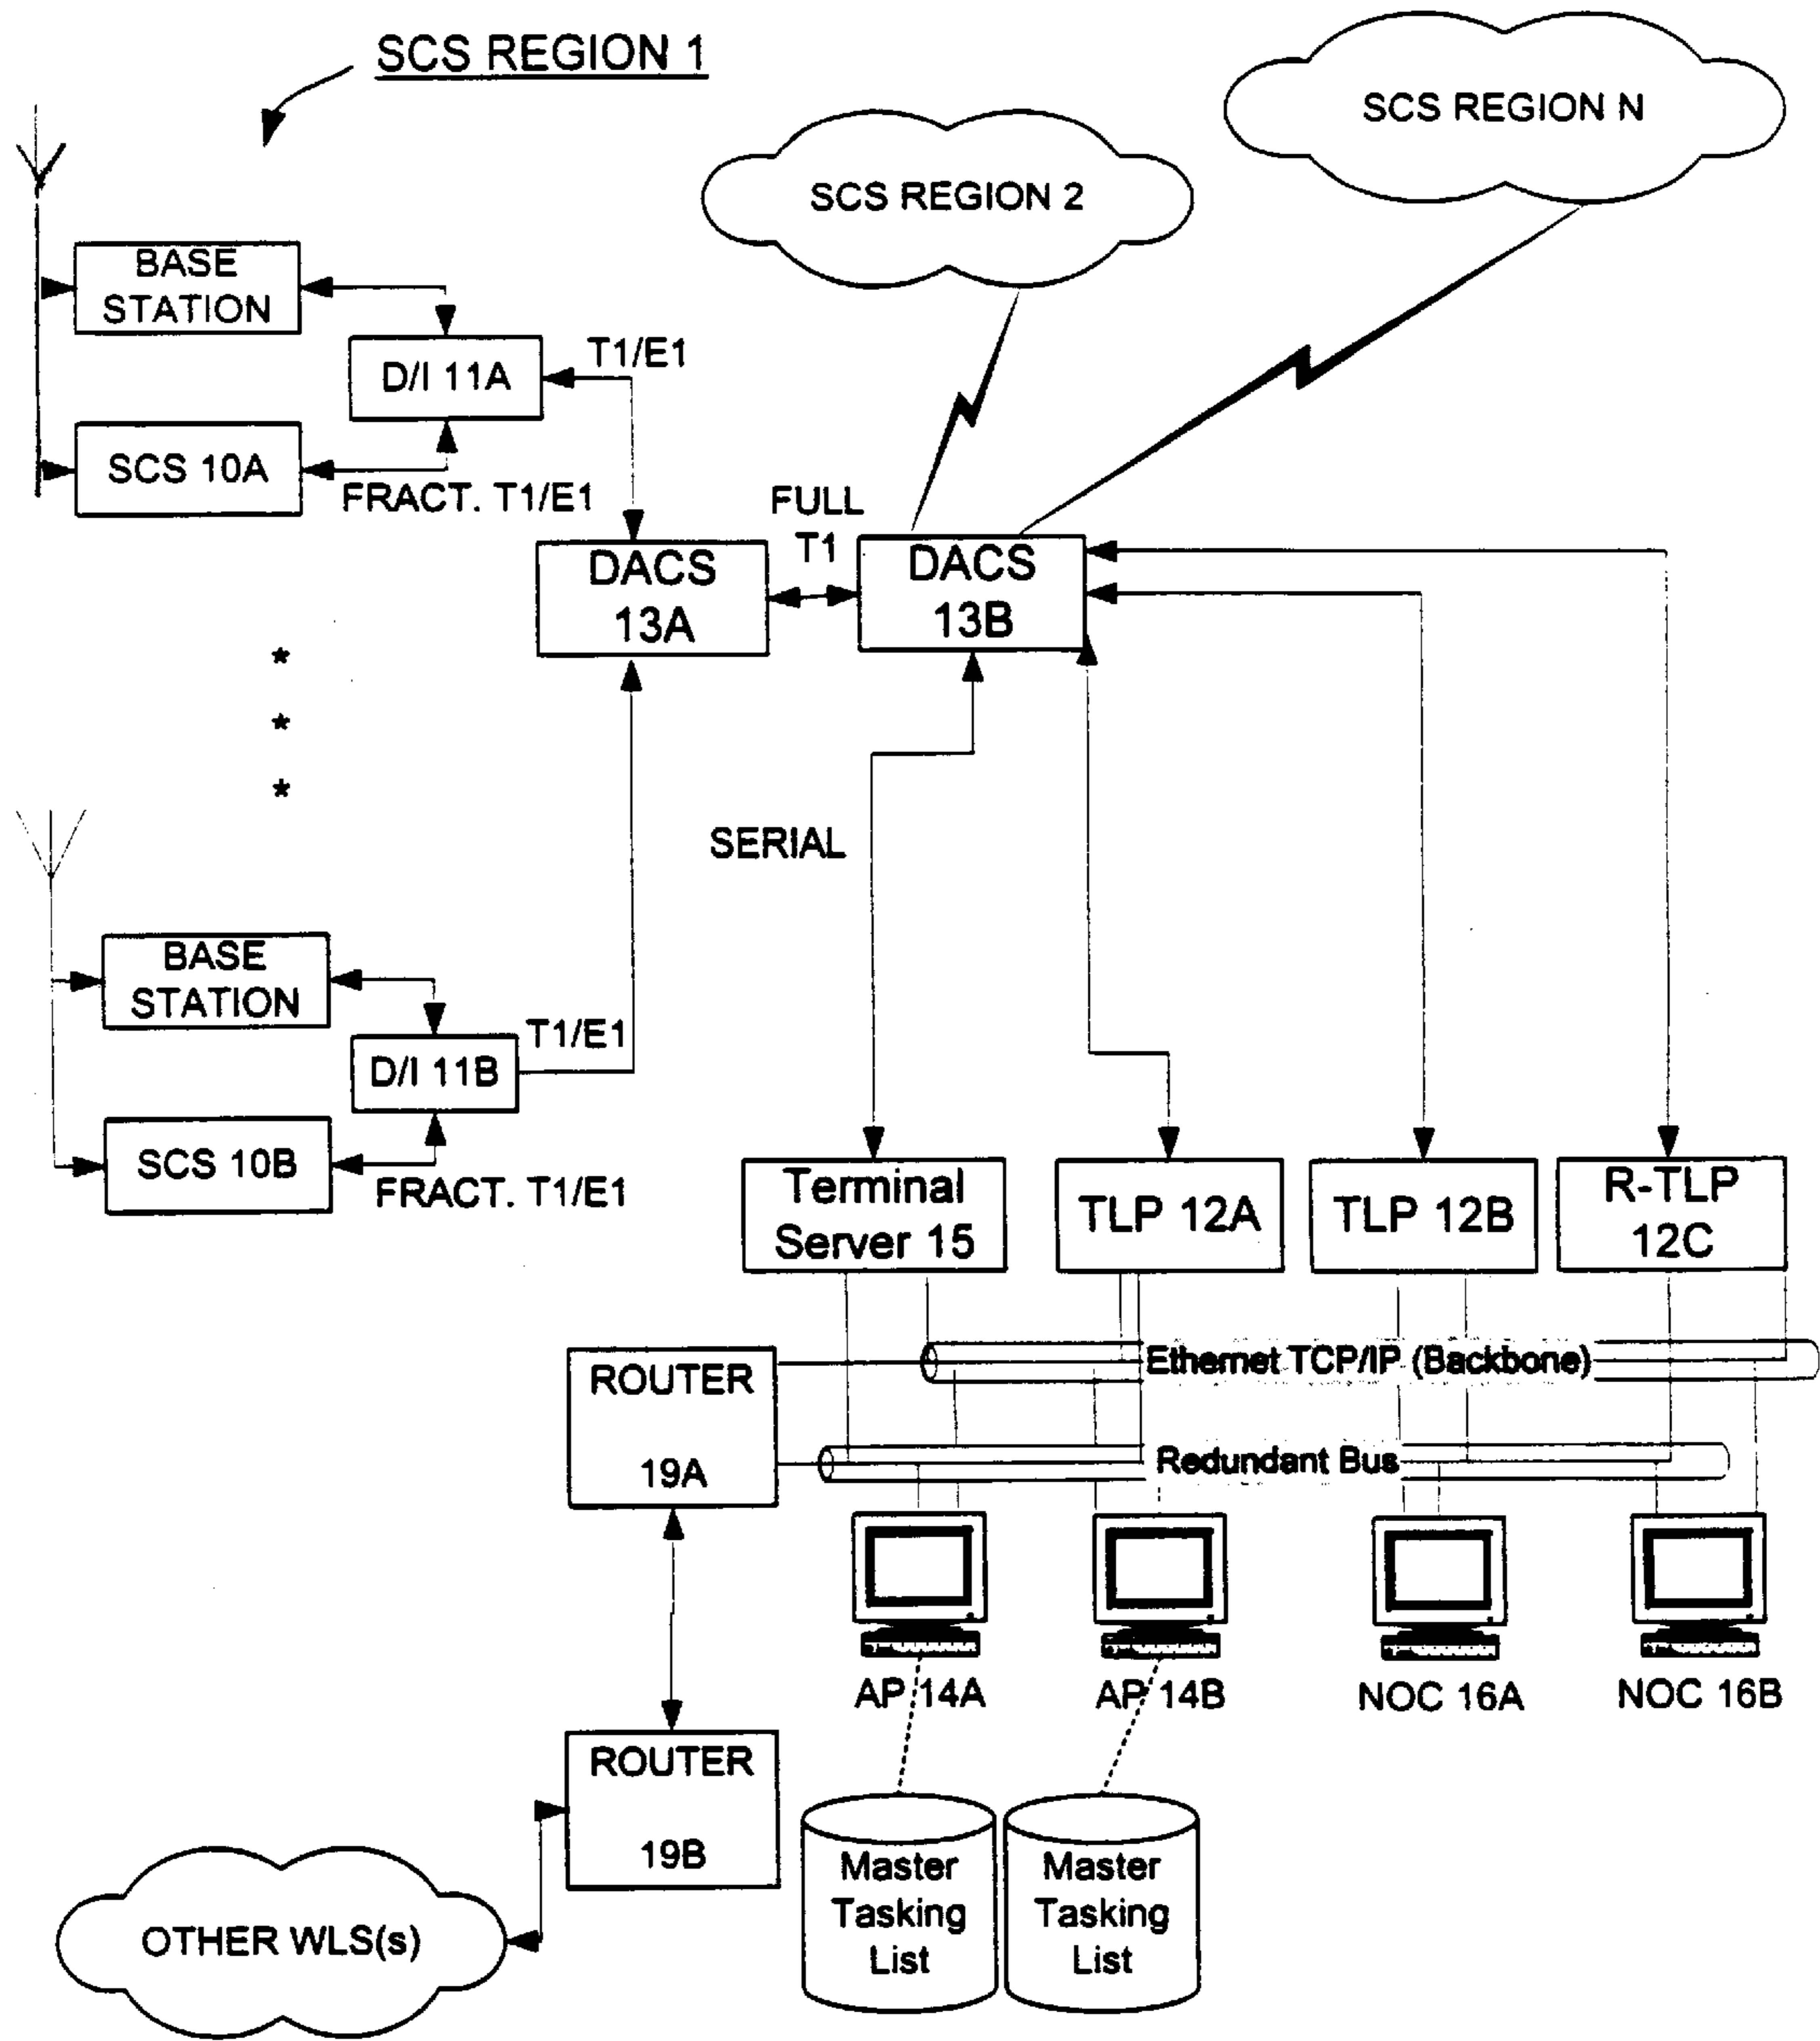 SCS REGION 1
SCS REGION N
SCS REGION 2
BASE
STATION
D/I 11A
T1/E1
SCS 10A
FRACT. T1/E1
FULL
T1
DACS
13A
DACS
13B
*
*
*
SERIAL
BASE
STATION
D/I 11B
T1/E1
SCS 10B
FRACT. T1/E1
Terminal
Server 15
TLP 12A
TLP 12B
R-TLP
12C
ROUTER
19A
Ethernet TCP/IP (Backbone)
Redundant Bus
AP 14A
AP 14B
NOC 16A
NOC 16B
ROUTER
19B
Master
Tasking
List
Master
Tasking
List
OTHER WLS(s)